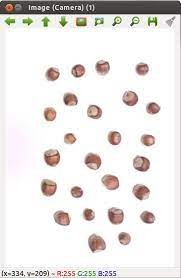 Image (Camera) (1)
(x=334, y=209) ~ R:255 G:255 B:255